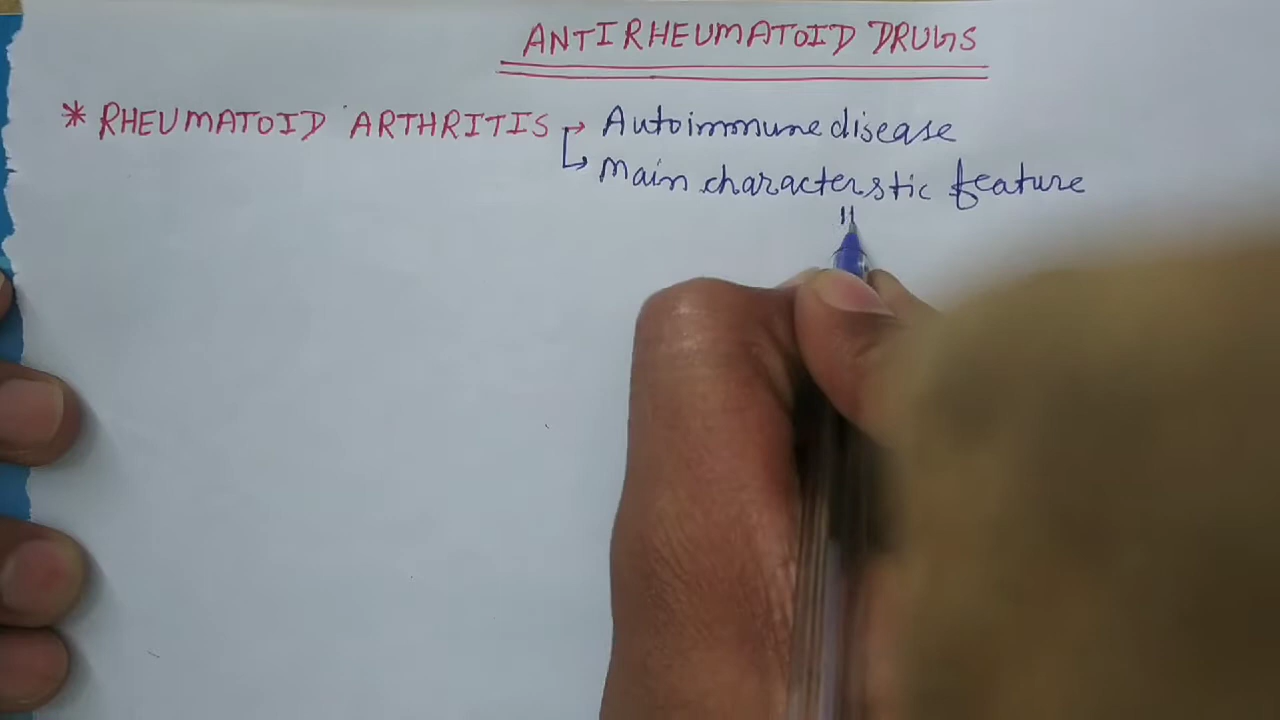 ANTIRHEUMATOID DRUGS
* RHEUMATOID ARTHRITIS → Autoimmune disease
↳ Main characterstic feature